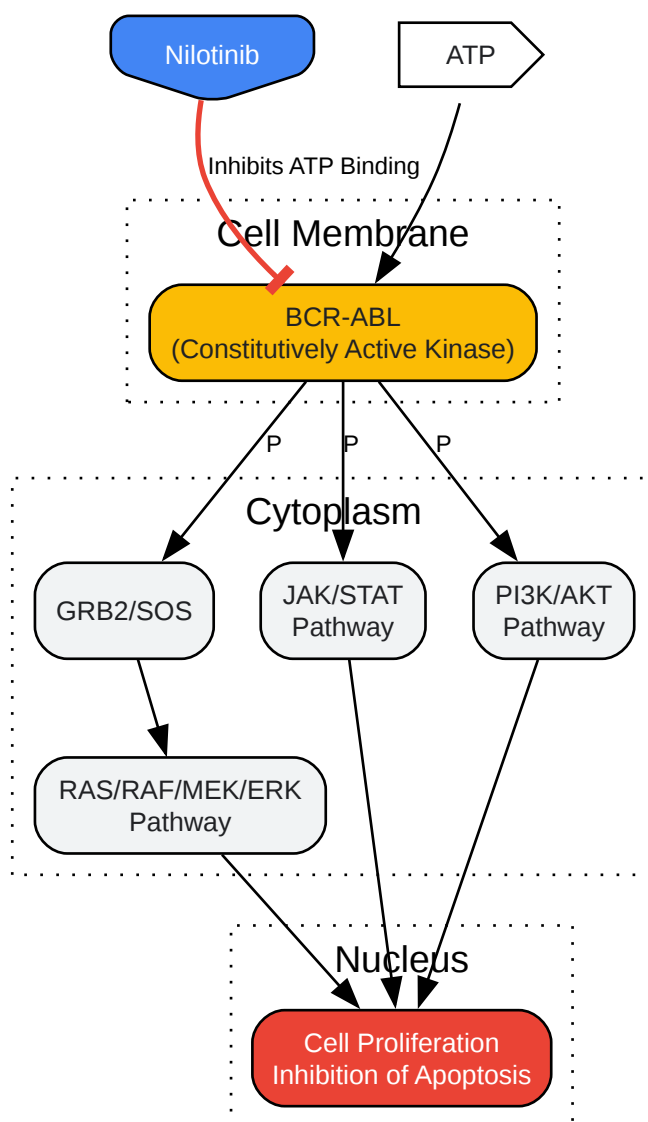 Nilotinib
ATP
Inhibits ATP Binding
Cell Membrane
BCR-ABL
(Constitutively Active Kinase)
P
P
P
Cytoplasm
GRB2/SOS
JAK/STAT
Pathway
PI3K/AKT
Pathway
RAS/RAF/MEK/ERK
Pathway
Nucleus
Cell Proliferation
Inhibition of Apoptosis